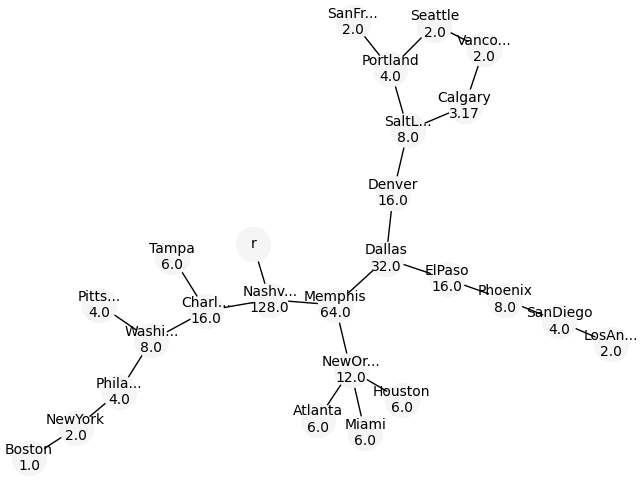 SanFr...
2.0
Seattle
2.0
Vanco...
2.0
Portland
4.0
Calgary
3.17
SaltL...
8.0
Denver
16.0
r
Tampa
6.0
Dallas
32.0
ElPaso
16.0
Phoenix
8.0
SanDiego
4.0
LosAn...
2.0
Nashv...
128.0
Memphis
64.0
Charl...
16.0
Pitts...
4.0
Washi...
8.0
Phila...
4.0
NewYork
2.0
Boston
1.0
NewOr...
12.0
Houston
6.0
Atlanta
6.0
Miami
6.0